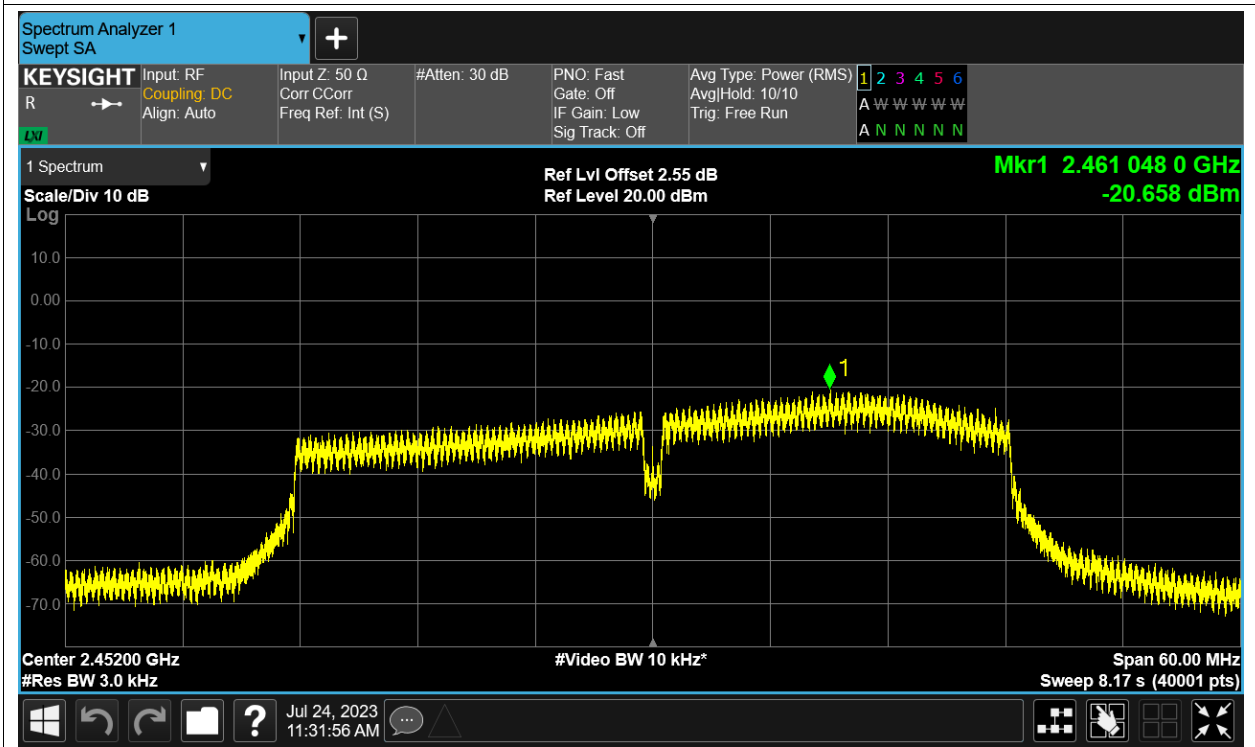 Spectrum Analyzer 1
Swept SA
KEYSIGHT
R
LXI
Input: RF
Coupling: DC
Align: Auto
Input Z: 50 Ω
Corr CCorr
Freq Ref: Int (S)
#Atten: 30 dB
PNO: Fast
Gate: Off
IF Gain: Low
Sig Track: Off
Avg Type: Power (RMS)
Avg|Hold: 10/10
Trig: Free Run
1 2 3 4 5 6
A W W W W W
A N N N N N
1 Spectrum
Scale/Div 10 dB
Log
Ref Lvl Offset 2.55 dB
Ref Level 20.00 dBm
Mkr1 2.461 048 0 GHz
-20.658 dBm
10.0
0.00
-10.0
-20.0
-30.0
-40.0
-50.0
-60.0
-70.0
1
Center 2.45200 GHz
#Res BW 3.0 kHz
#Video BW 10 kHz*
Span 60.00 MHz
Sweep 8.17 s (40001 pts)
?
Jul 24, 2023
11:31:56 AM